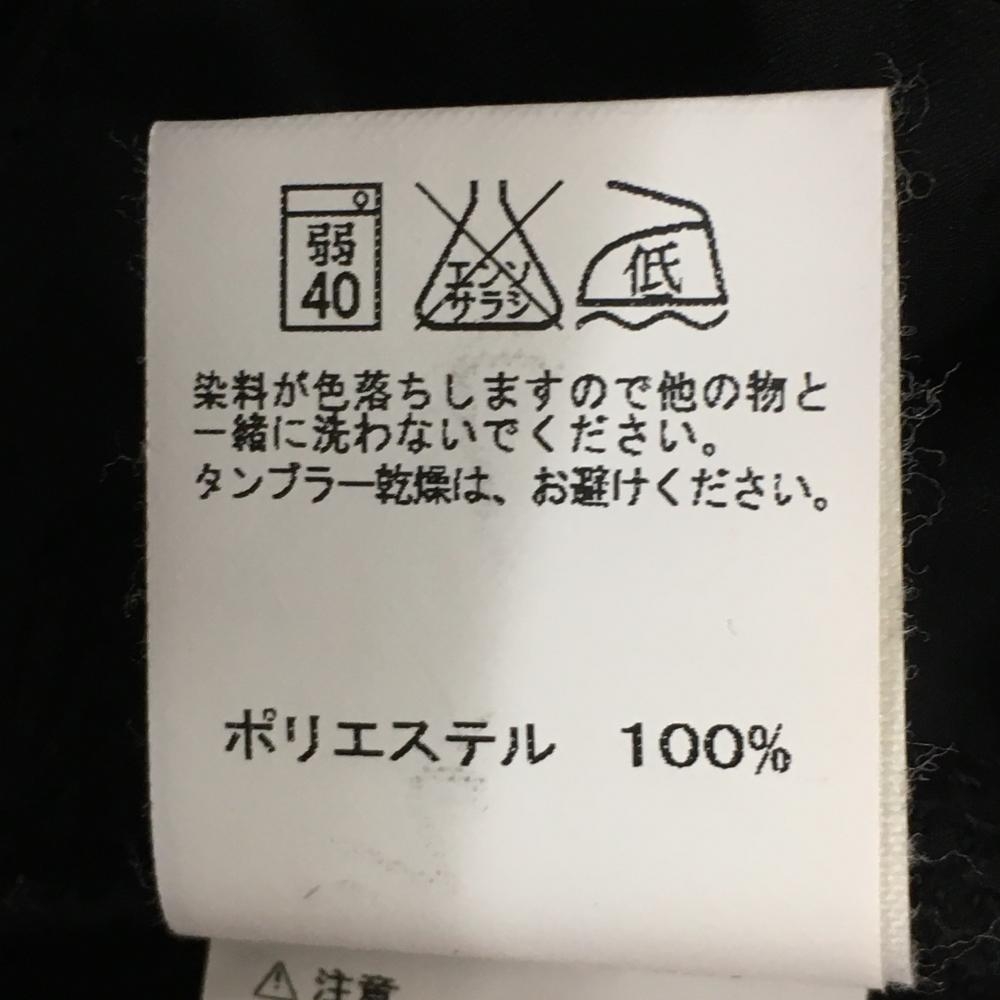 弱
40
エンソ
サラシ
低
染料が色落ちしますので他の物と
一緒に洗わないでください。
タンブラー乾燥は、お避けください。
ポリエステル 100%
注意